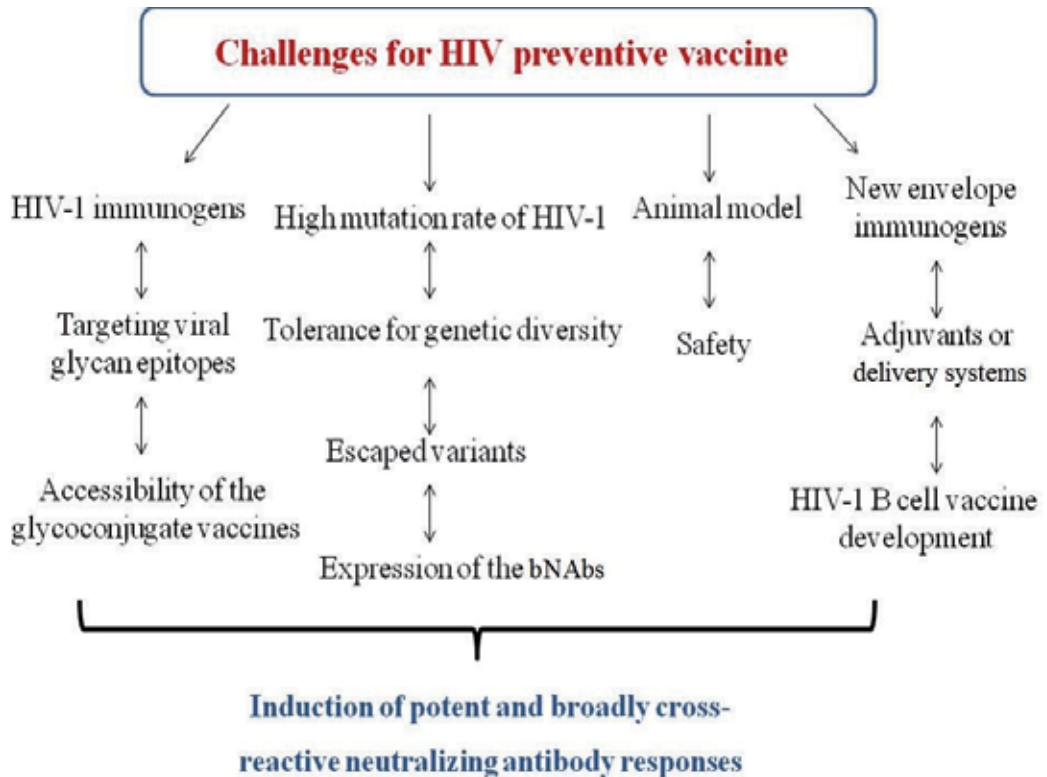 Challenges for HIV preventive vaccine
HIV-1 immunogens
Targeting viral
glycan epitopes
Accessibility of the
glycoconjugate vaccines
High mutation rate of HIV-1
Tolerance for genetic diversity
Escaped variants
Expression of the bNAbs
Animal model
Safety
New envelope
immunogens
Adjuvants or
delivery systems
HIV-1 B cell vaccine
development
Induction of potent and broadly cross-
reactive neutralizing antibody responses